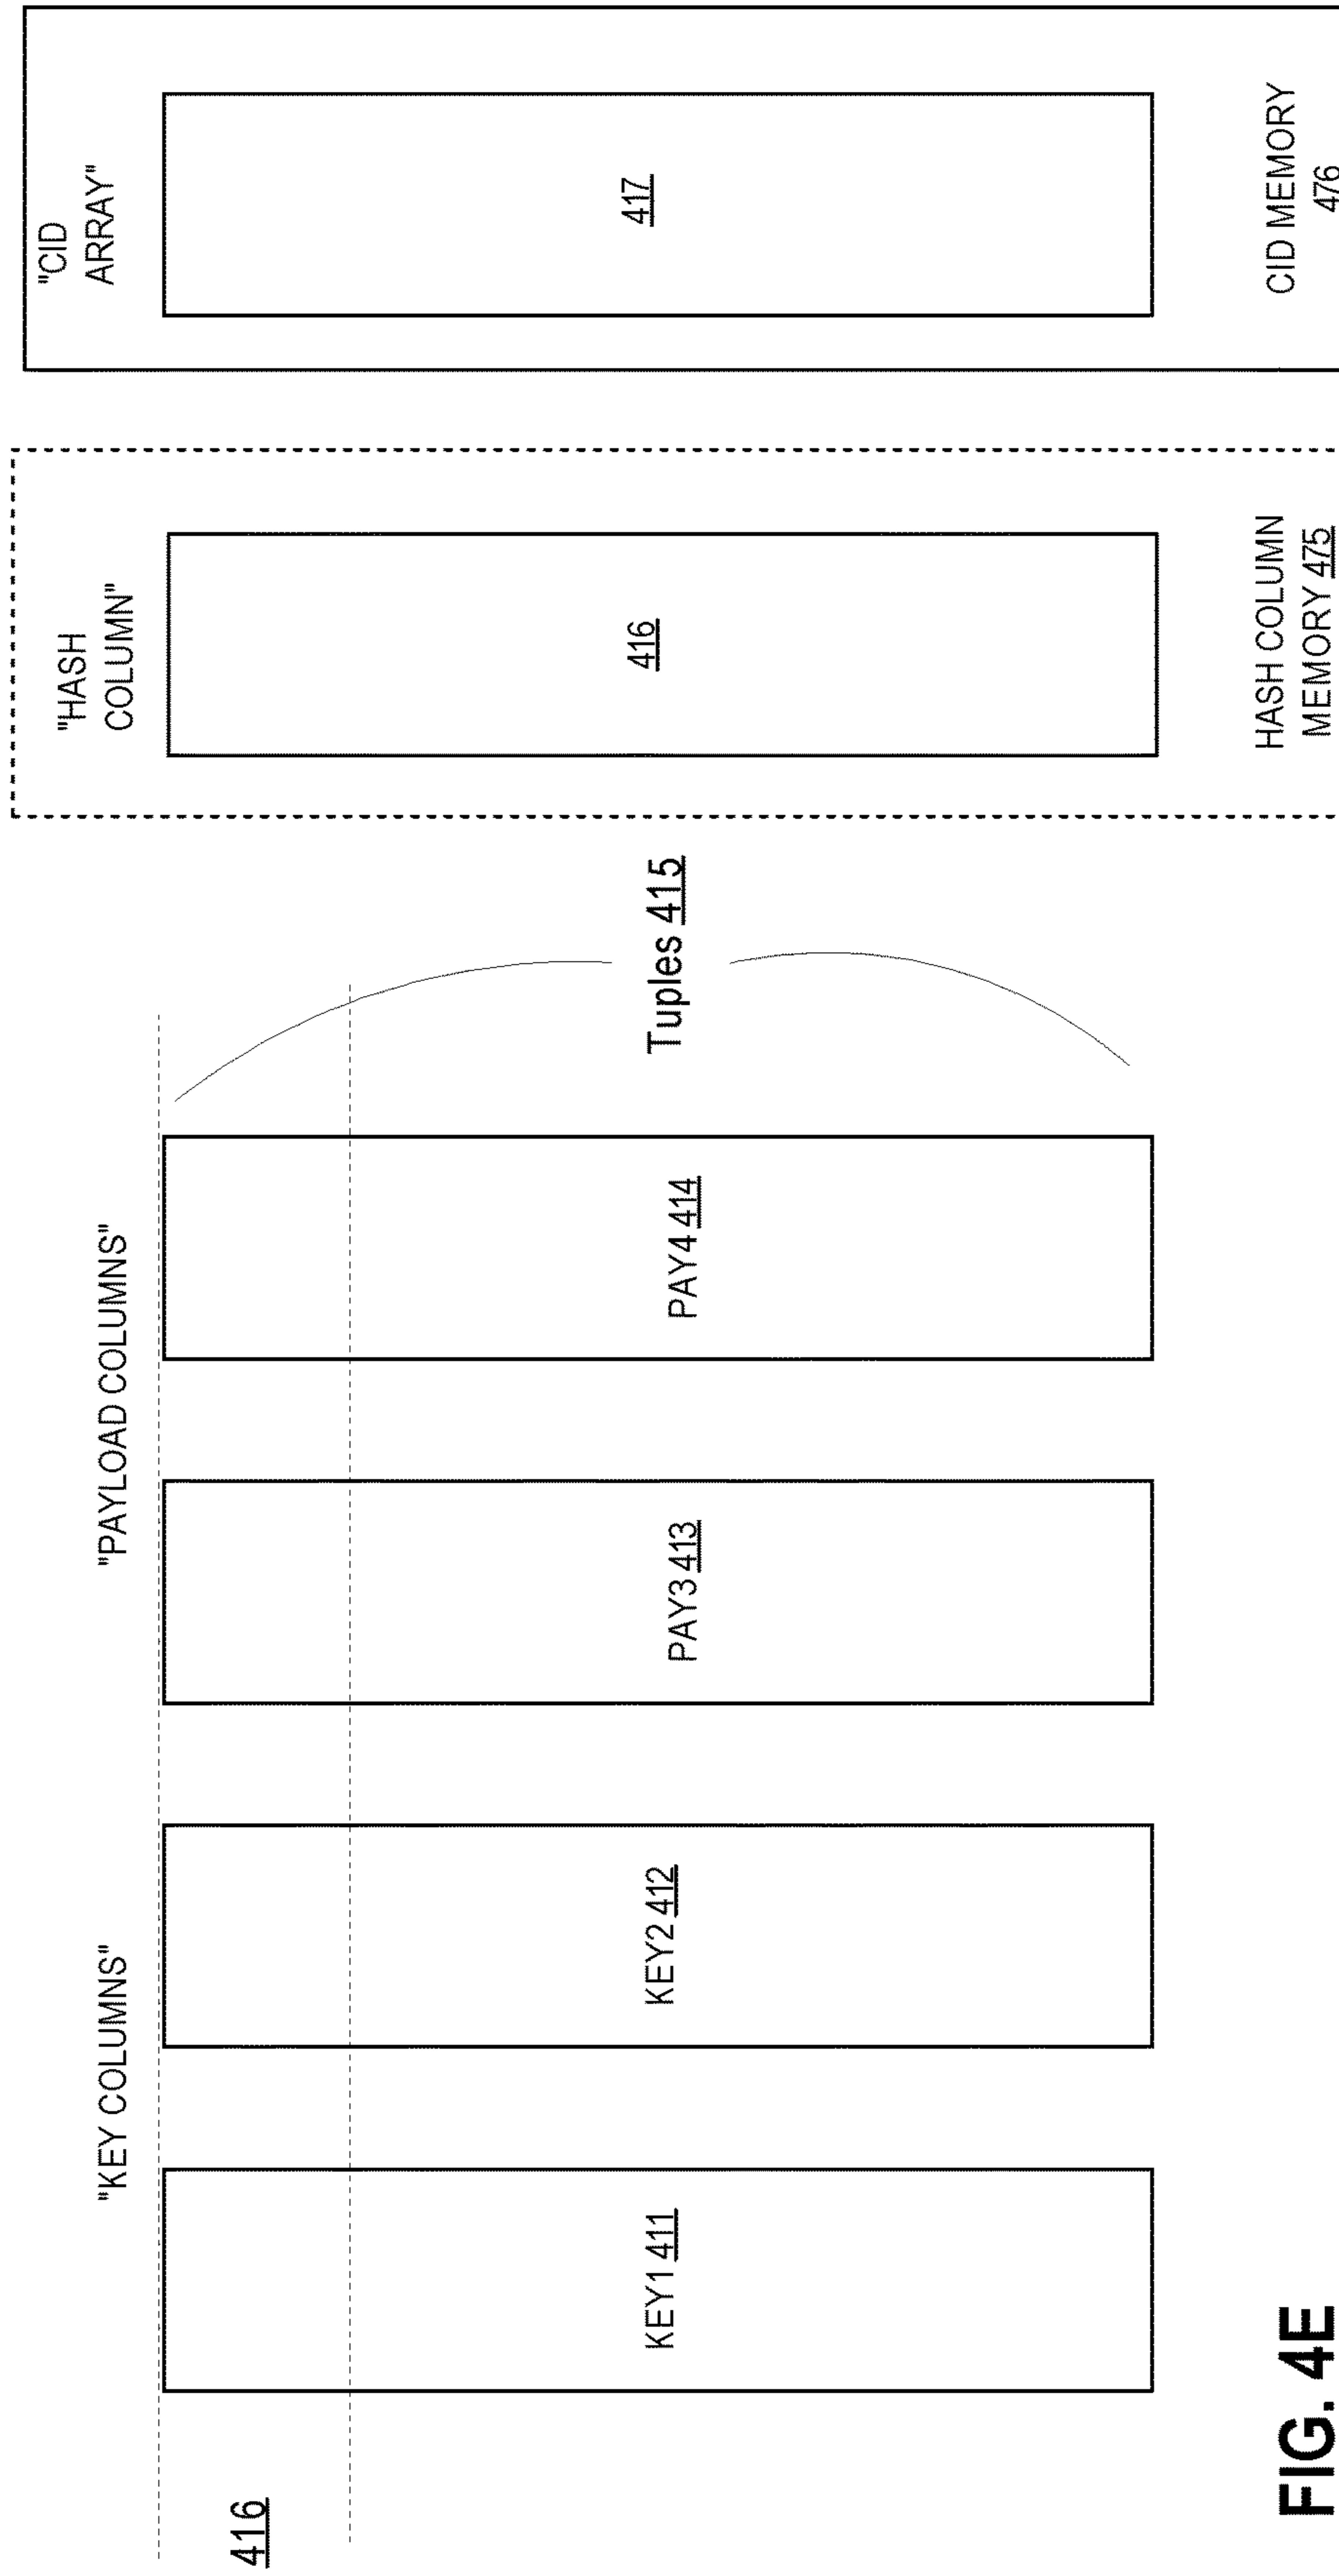 "KEY COLUMNS"
"PAYLOAD COLUMNS"
"HASH
COLUMN"
"CID
ARRAY"
416
KEY1 411
KEY2 412
PAY3 413
PAY4 414
Tuples 415
416
417
HASH COLUMN
MEMORY 475
CID MEMORY
476
FIG. 4E